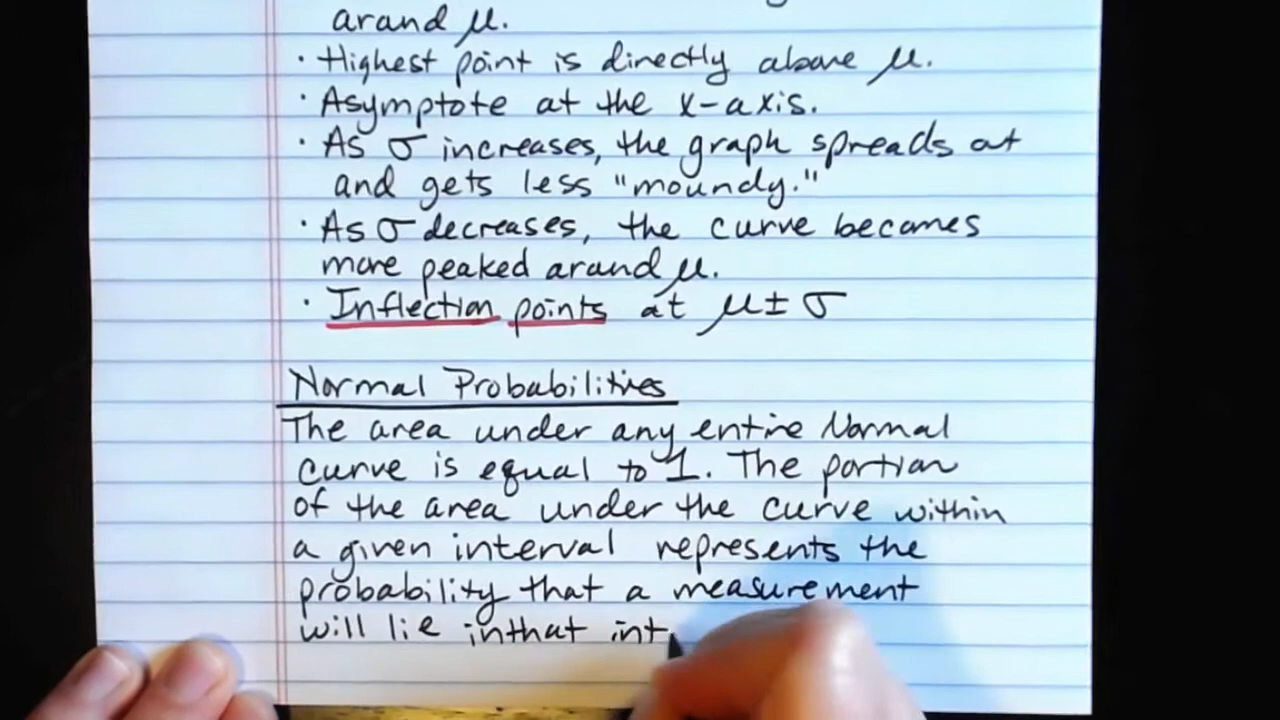 around μ.
· Highest point is directly above μ.
· Asymptote at the x-axis.
· As σ increases, the graph spreads out
and gets less "moundy."
· As σ decreases, the curve becomes
more peaked around μ.
· Inflection points at μ ± σ
Normal Probabilities
The area under any entire Normal
curve is equal to 1. The portion
of the area under the curve within
a given interval represents the
probability that a measurement
will lie in that int